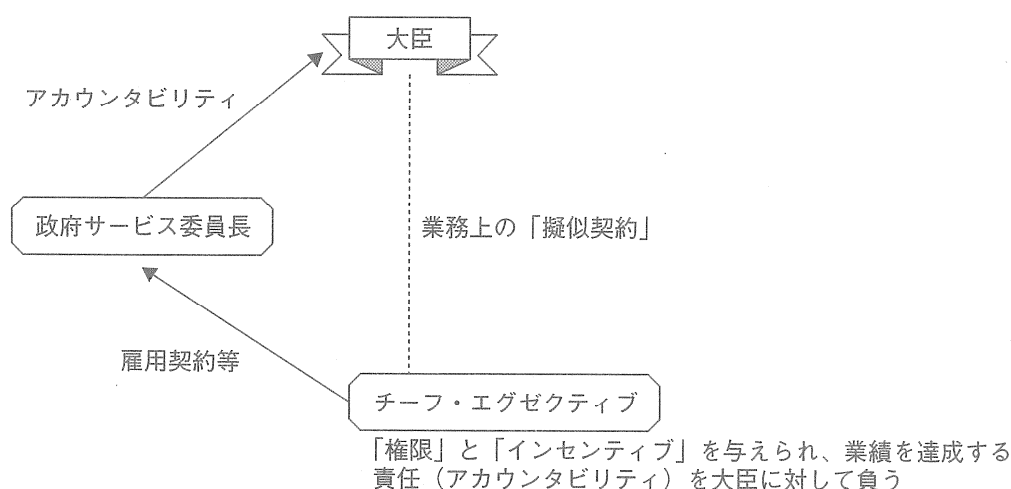 大臣
アカウンタビリティ
政府サービス委員長
業務上の「擬似契約」
雇用契約等
チーフ・エグゼクティブ
「権限」と「インセンティブ」を与えられ、業績を達成する
責任（アカウンタビリティ）を大臣に対して負う